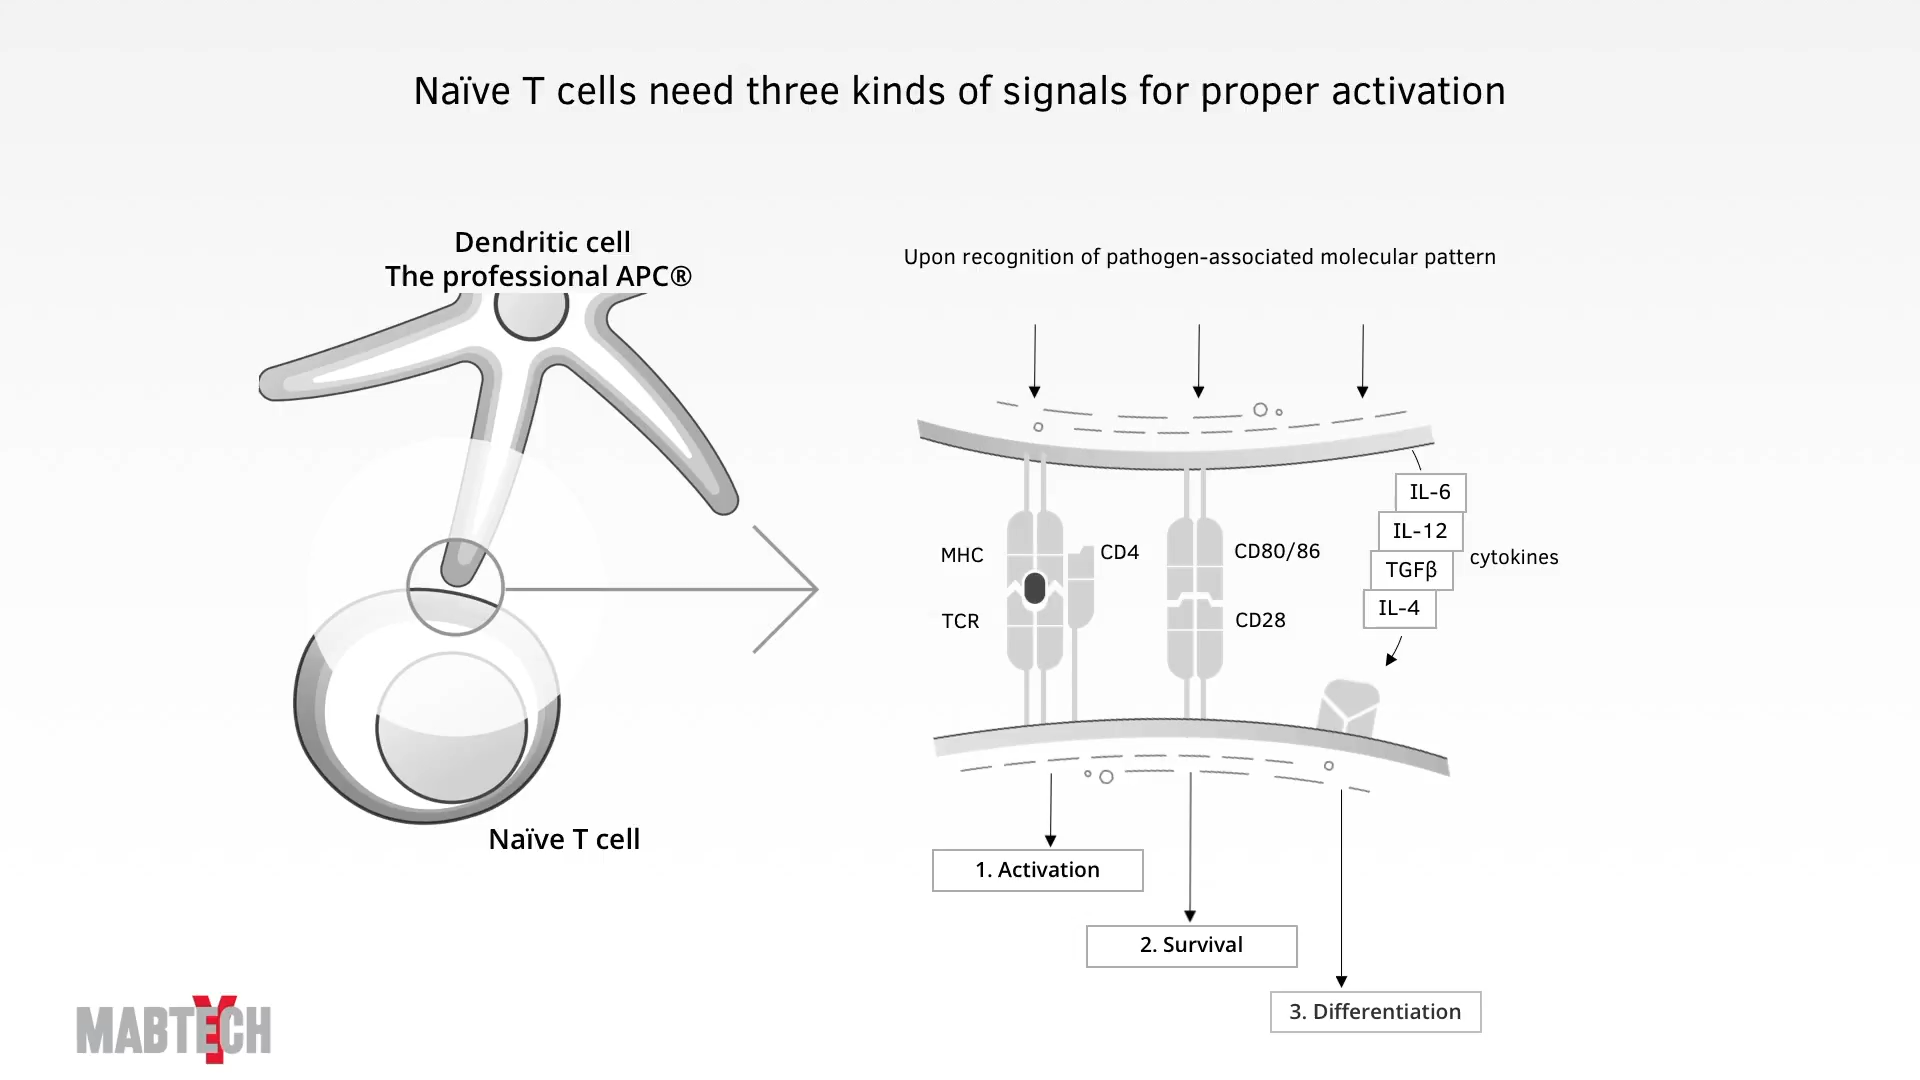 Naïve T cells need three kinds of signals for proper activation
Dendritic cell
The professional APC®
Upon recognition of pathogen-associated molecular pattern
MHC
CD4
TCR
CD80/86
CD28
IL-6
IL-12
TGFβ
IL-4
cytokines
Naïve T cell
1. Activation
2. Survival
3. Differentiation
MABTECH